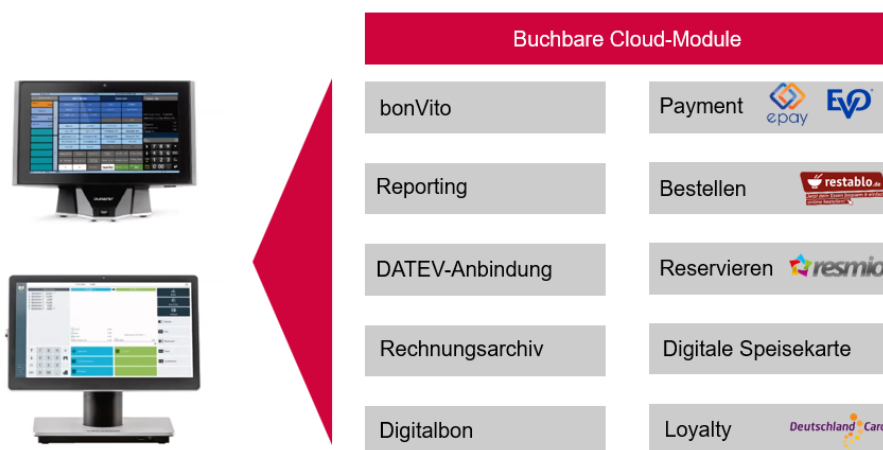 Buchbare Cloud-Module
bonVito
Payment epay EVO
Reporting
Bestellen restablo.de
DATEV-Anbindung
Reservieren resmio
Rechnungsarchiv
Digitale Speisekarte
Digitalbon
Loyalty DeutschlandCard